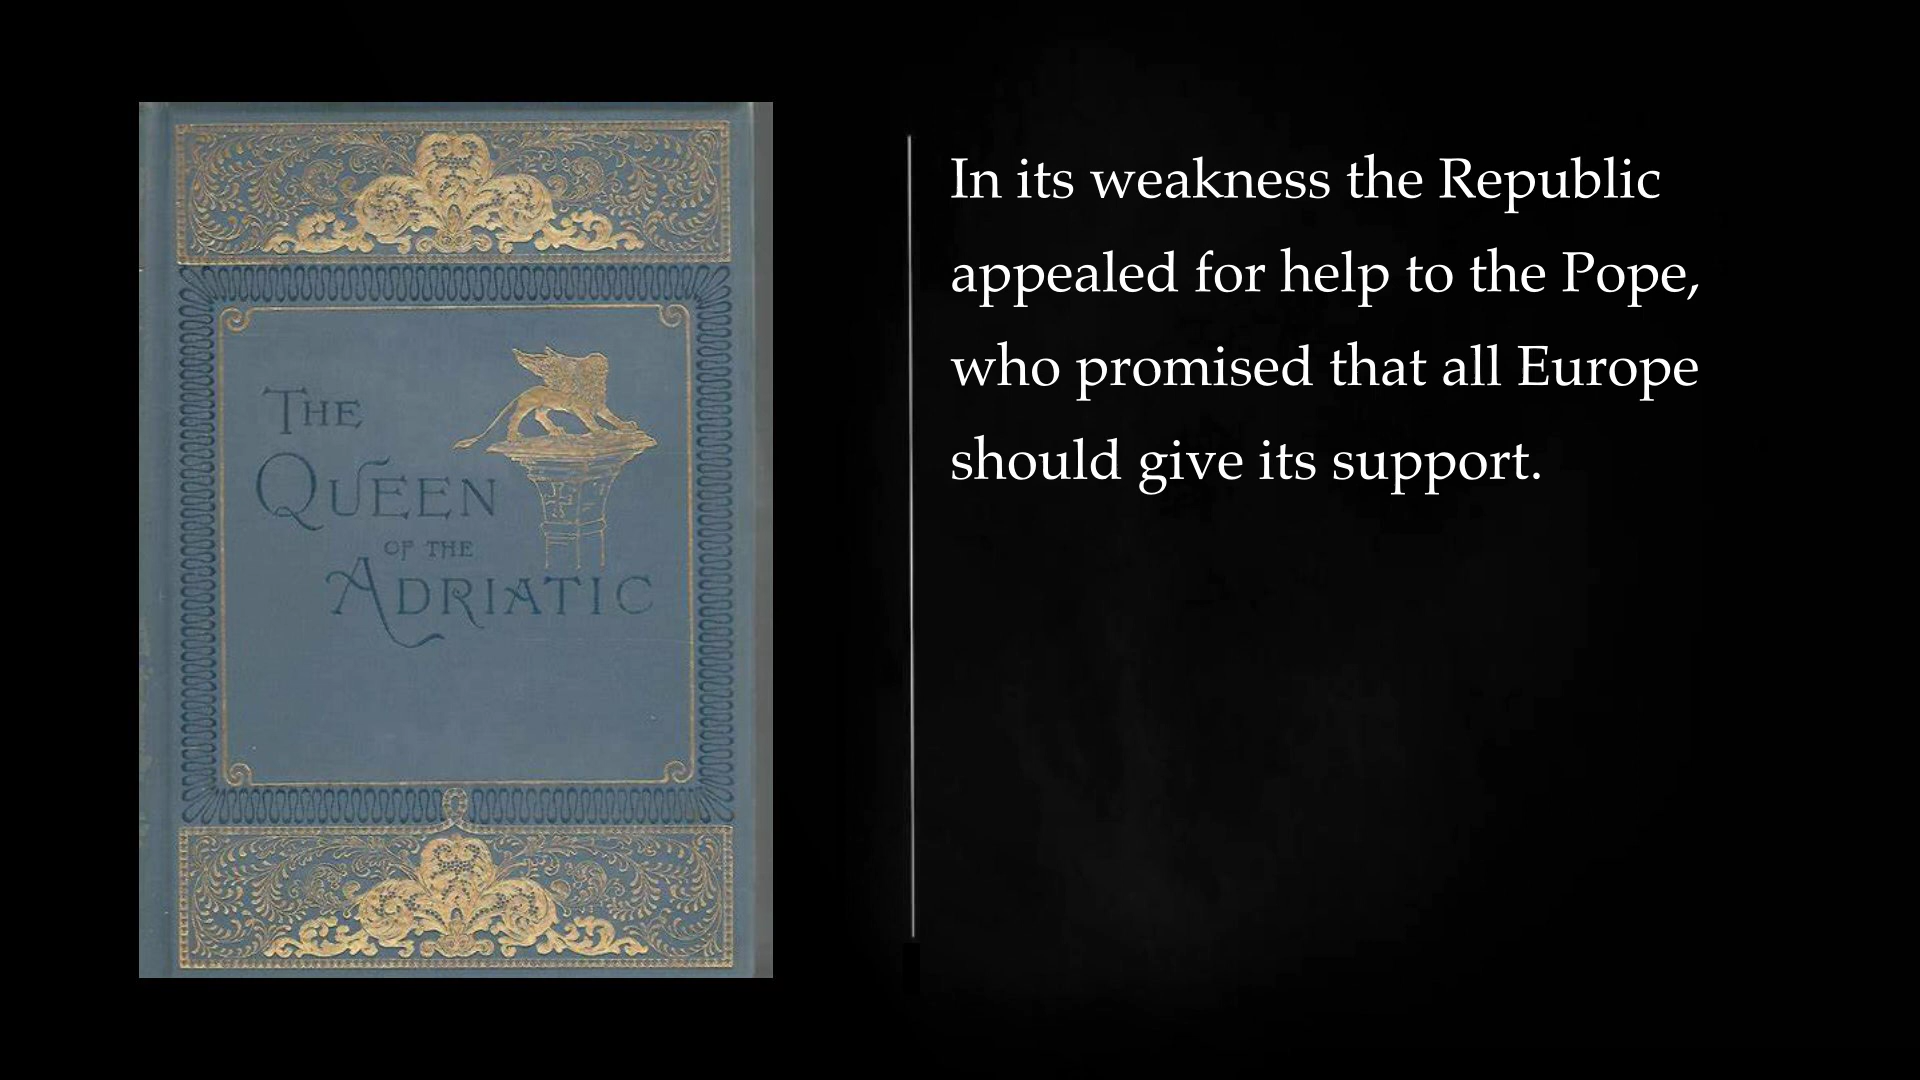 The
Queen
of the
Adriatic
In its weakness the Republic
appealed for help to the Pope,
who promised that all Europe
should give its support.